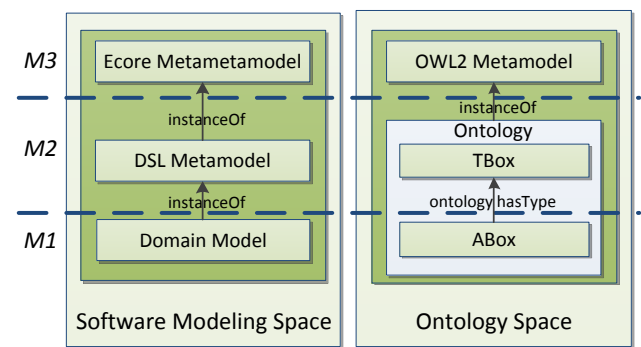 M3
Ecore Metametamodel
OWL2 Metamodel
instanceOf
instanceOf
Ontology
M2
DSL Metamodel
TBox
instanceOf
ontology hasType
M1
Domain Model
ABox
Software Modeling Space
Ontology Space